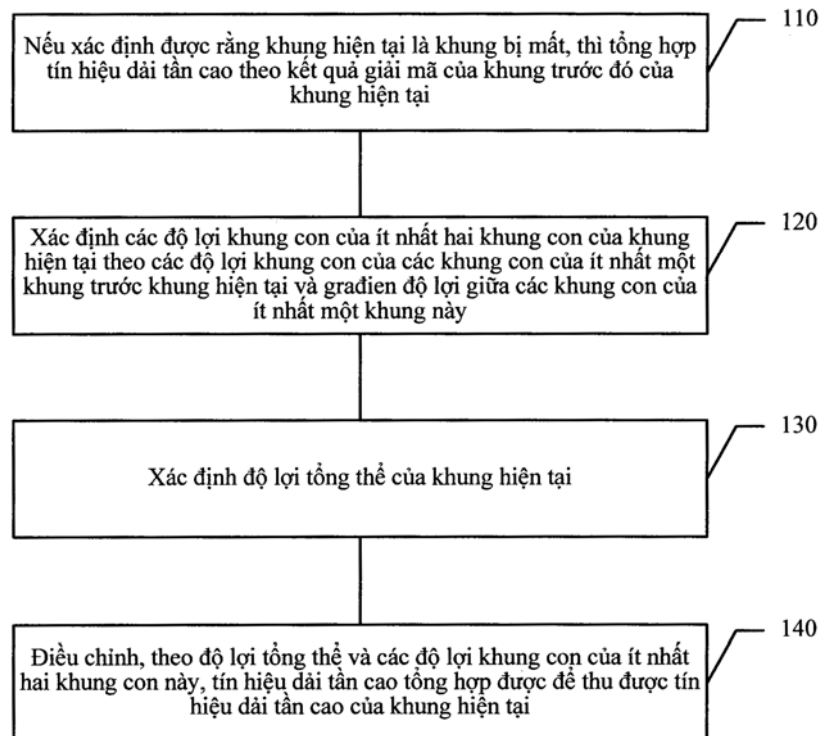 110
Nếu xác định được rằng khung hiện tại là khung bị mất, thì tổng hợp
tín hiệu dải tần cao theo kết quả giải mã của khung trước đó của
khung hiện tại
120
Xác định các độ lợi khung con của ít nhất hai khung con của khung
hiện tại theo các độ lợi khung con của các khung con của ít nhất một
khung trước khung hiện tại và građien độ lợi giữa các khung con của
ít nhất một khung này
130
Xác định độ lợi tổng thể của khung hiện tại
140
Điều chỉnh, theo độ lợi tổng thể và các độ lợi khung con của ít nhất
hai khung con này, tín hiệu dải tần cao tổng hợp được để thu được tín
hiệu dải tần cao của khung hiện tại